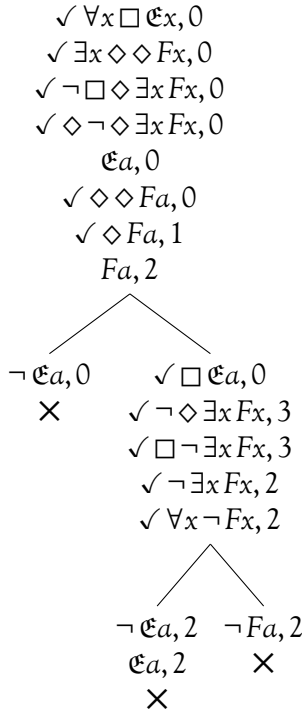 ✓ ∀x □ 𝕰x, 0
✓ ∃x ◇ ◇ Fx, 0
✓ ¬ □ ◇ ∃x Fx, 0
✓ ◇ ¬ ◇ ∃x Fx, 0
𝕰a, 0
✓ ◇ ◇ Fa, 0
✓ ◇ Fa, 1
Fa, 2
¬ 𝕰a, 0 ✓ □ 𝕰a, 0
× ✓ ¬ ◇ ∃x Fx, 3
✓ □ ¬ ∃x Fx, 3
✓ ¬ ∃x Fx, 2
✓ ∀x ¬ Fx, 2
¬ 𝕰a, 2 ¬ Fa, 2
𝕰a, 2 ×
×